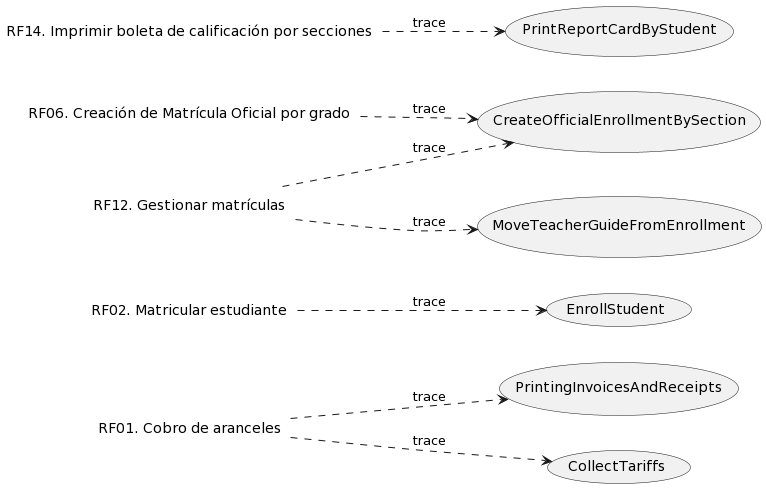 RF14. Imprimir boleta de calificación por secciones
trace
PrintReportCardByStudent
RF06. Creación de Matrícula Oficial por grado
trace
CreateOfficialEnrollmentBySection
trace
RF12. Gestionar matrículas
trace
MoveTeacherGuideFromEnrollment
RF02. Matricular estudiante
trace
EnrollStudent
trace
PrintingInvoicesAndReceipts
RF01. Cobro de aranceles
trace
CollectTariffs